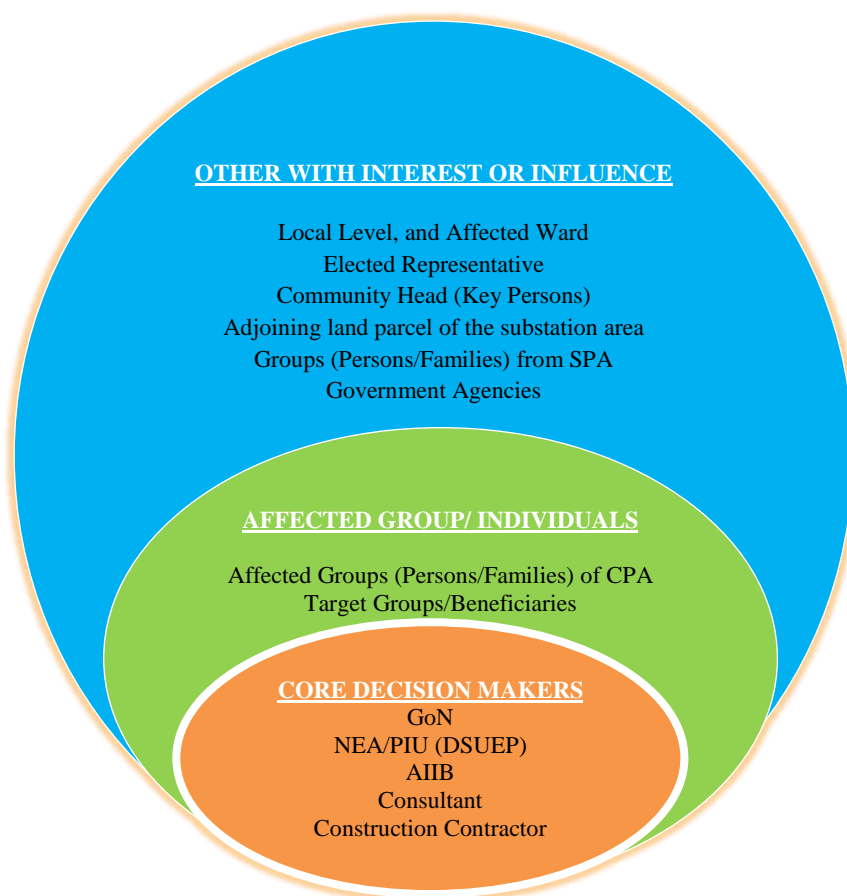 OTHER WITH INTEREST OR INFLUENCE
Local Level, and Affected Ward
Elected Representative
Community Head (Key Persons)
Adjoining land parcel of the substation area
Groups (Persons/Families) from SPA
Government Agencies
AFFECTED GROUP/ INDIVIDUALS
Affected Groups (Persons/Families) of CPA
Target Groups/Beneficiaries
CORE DECISION MAKERS
GoN
NEA/PIU (DSUEP)
AIIB
Consultant
Construction Contractor